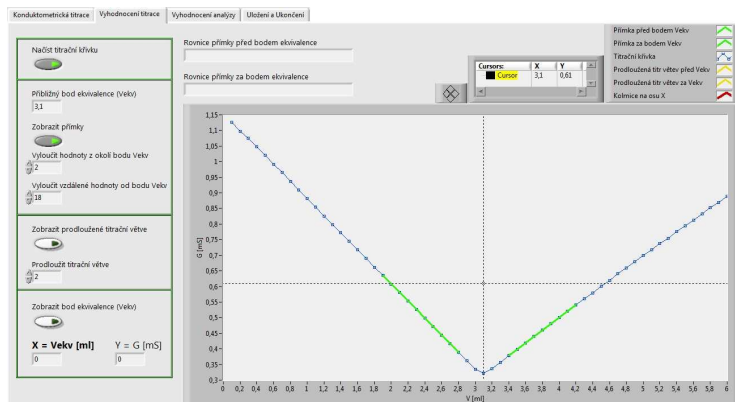 Konduktometrická titrace
Vyhodnocení titrace
Vyhodnocení analýzy
Uložení a Ukončení
Načíst titrační křivku
Přibližný bod ekvivalence (Vekv)
3,1
Zobrazit přímky
Vyloučit hodnoty z okolí bodu Vekv
2
Vyloučit vzdálené hodnoty od bodu Vekv
18
Zobrazit prodloužené titrační větve
Prodloužit titrační větve
2
Zobrazit bod ekvivalence (Vekv)
X = Vekv [ml]
Y = G [mS]
0
0
Rovnice přímky před bodem ekvivalence
Rovnice přímky za bodem ekvivalence
Cursors: X Y
Cursor 3,1 0,61
Přímka před bodem Vekv
Přímka za bodem Vekv
Titrační křivka
Prodloužená titr větev před Vekv
Prodloužená titr větev za Vekv
Kolmice na osu X
G [mS]
1,15
1,1
1,05
1
0,95
0,9
0,85
0,8
0,75
0,7
0,65
0,6
0,55
0,5
0,45
0,4
0,35
0,3
0 0,2 0,4 0,6 0,8 1 1,2 1,4 1,6 1,8 2 2,2 2,4 2,6 2,8 3 3,2 3,4 3,6 3,8 4 4,2 4,4 4,6 4,8 5 5,2 5,4 5,6 5,8 6
V [ml]